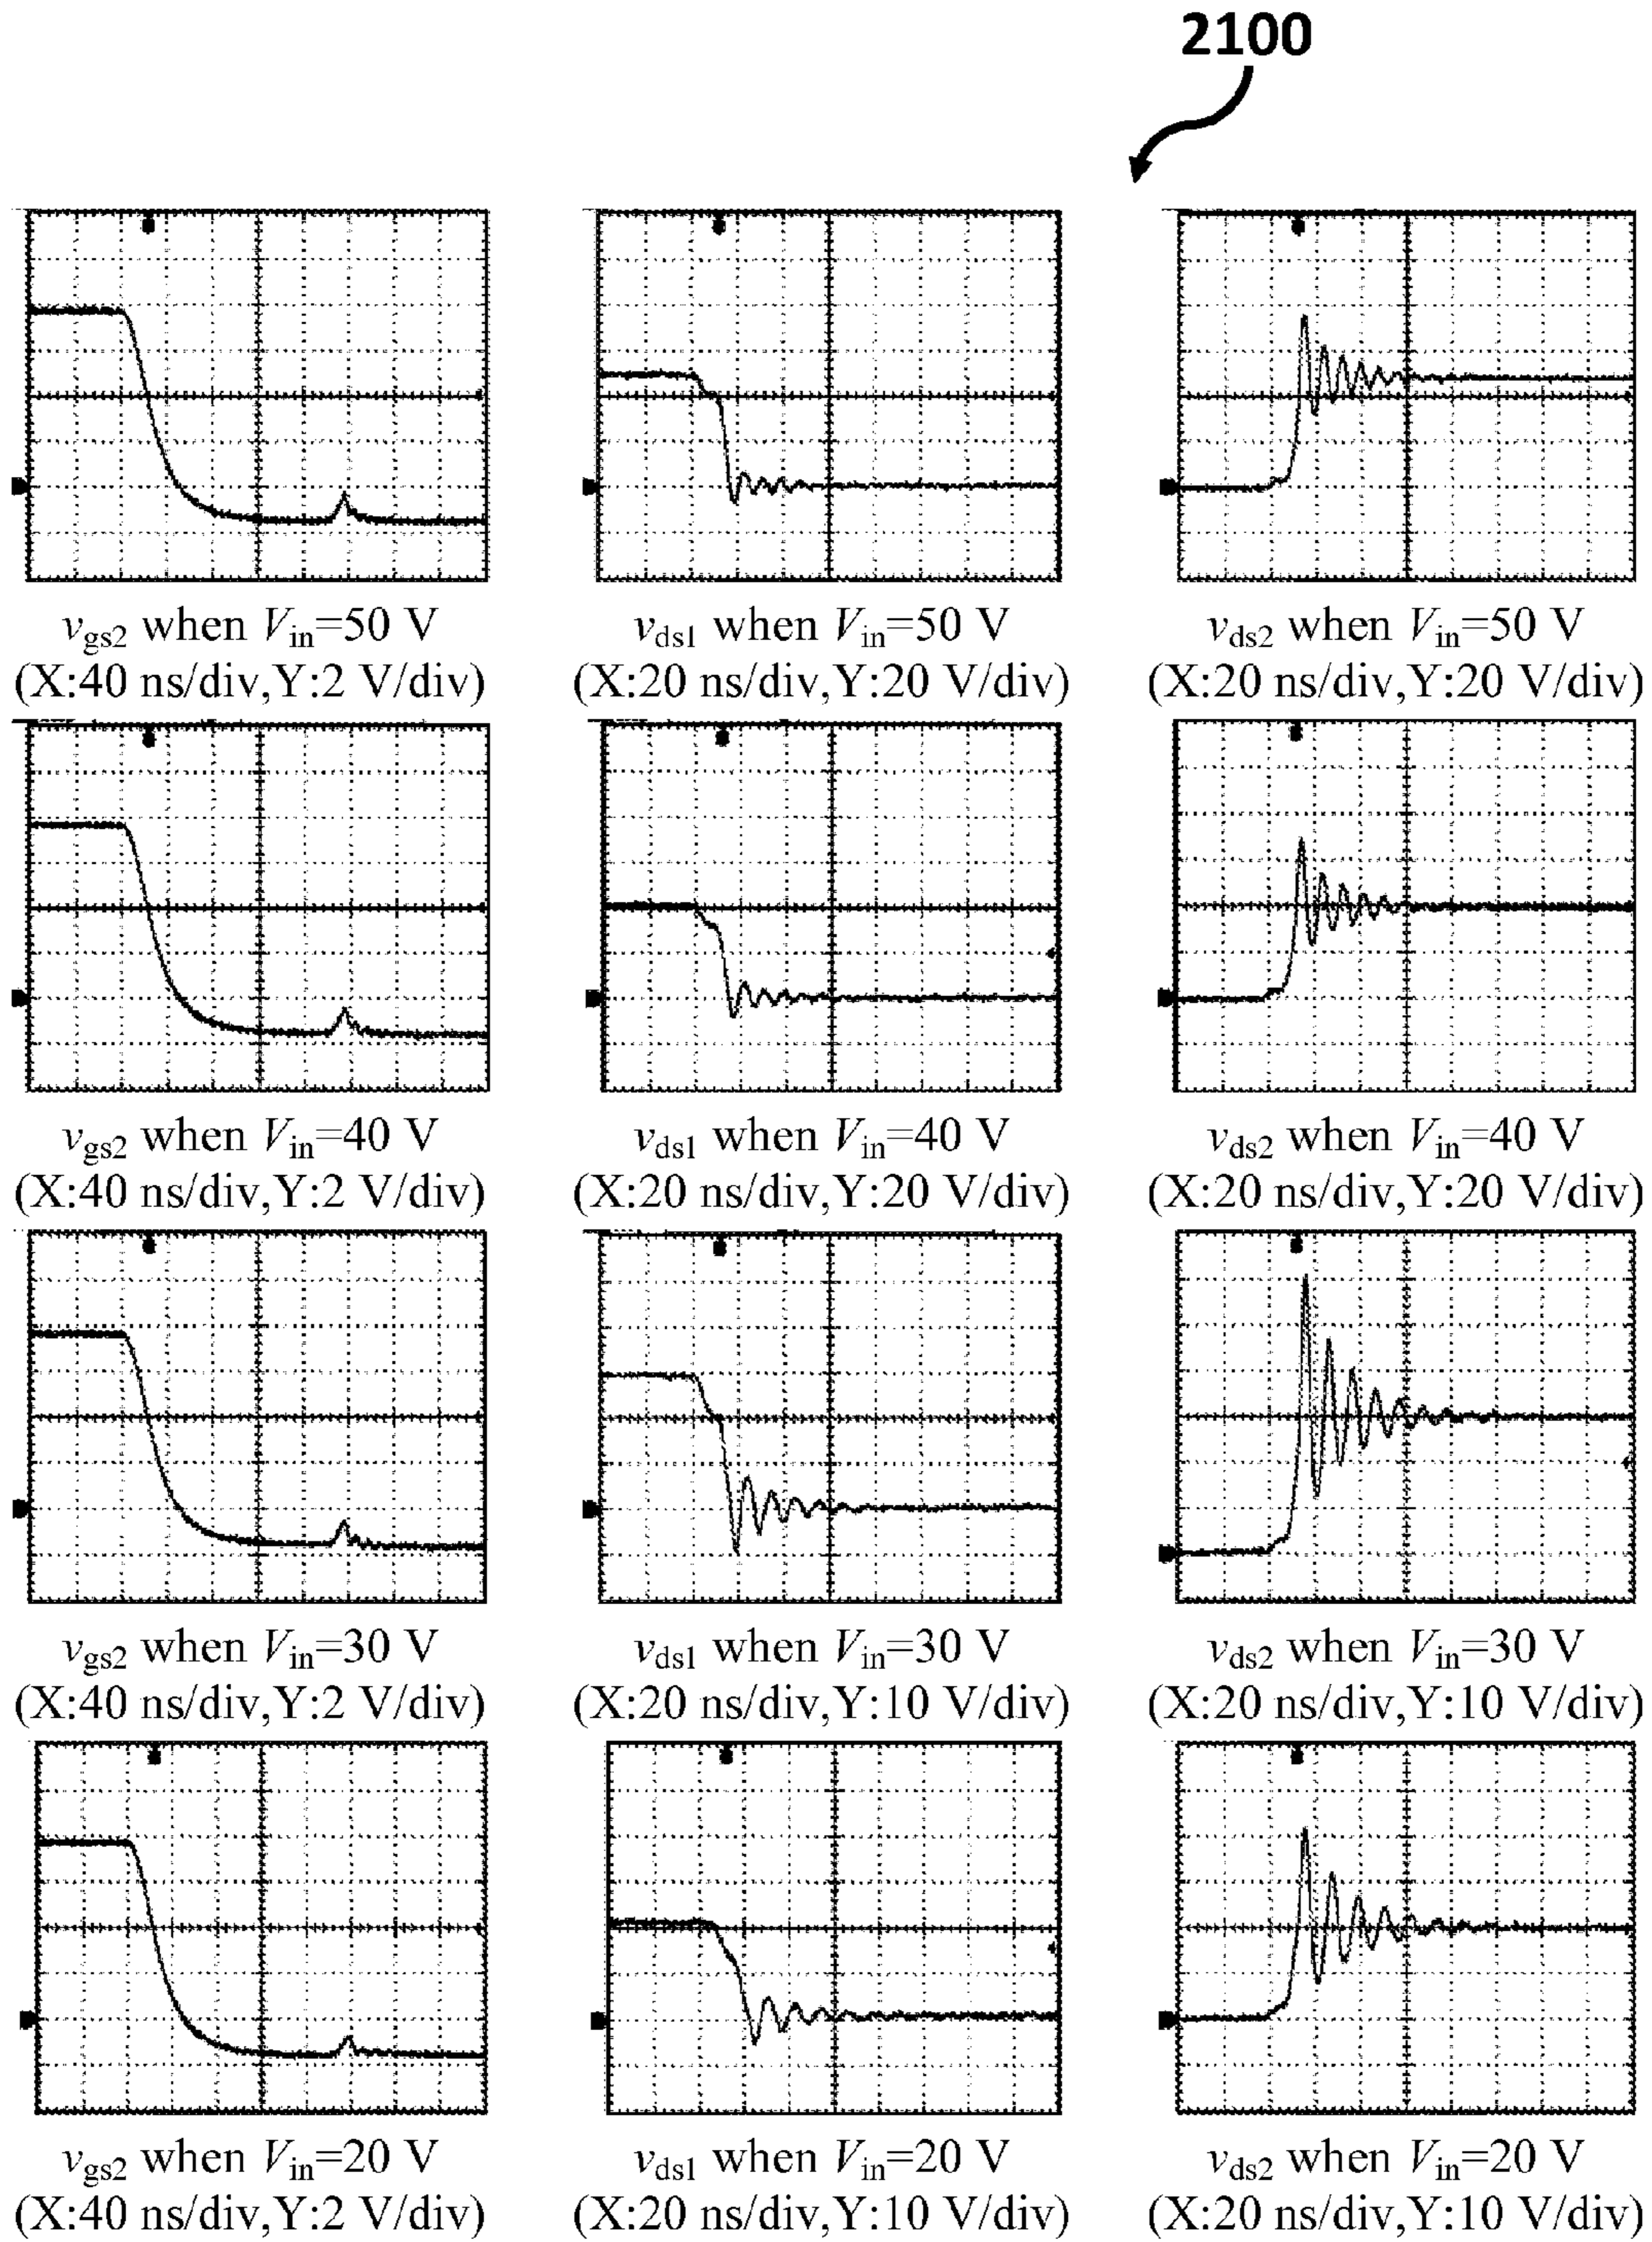 2100
vgs2 when Vin=50 V
(X:40 ns/div,Y:2 V/div)
vds1 when Vin=50 V
(X:20 ns/div,Y:20 V/div)
vds2 when Vin=50 V
(X:20 ns/div,Y:20 V/div)
vgs2 when Vin=40 V
(X:40 ns/div,Y:2 V/div)
vds1 when Vin=40 V
(X:20 ns/div,Y:20 V/div)
vds2 when Vin=40 V
(X:20 ns/div,Y:20 V/div)
vgs2 when Vin=30 V
(X:40 ns/div,Y:2 V/div)
vds1 when Vin=30 V
(X:20 ns/div,Y:10 V/div)
vds2 when Vin=30 V
(X:20 ns/div,Y:10 V/div)
vgs2 when Vin=20 V
(X:40 ns/div,Y:2 V/div)
vds1 when Vin=20 V
(X:20 ns/div,Y:10 V/div)
vds2 when Vin=20 V
(X:20 ns/div,Y:10 V/div)